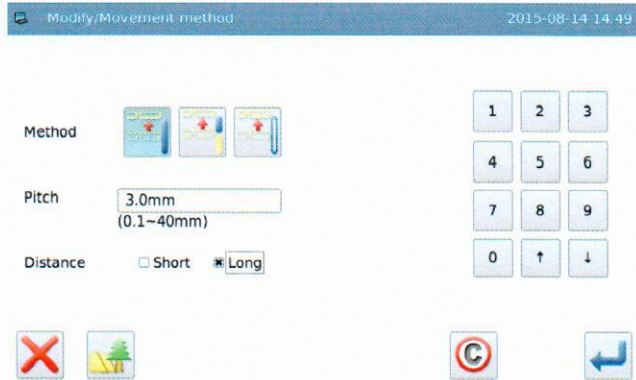 Modify/Movement method 2015-08-14 14:49
Method
1 2 3
4 5 6
Pitch 3.0mm
(0.1~40mm)
7 8 9
Distance Short Long
0 ↑ ↓
C